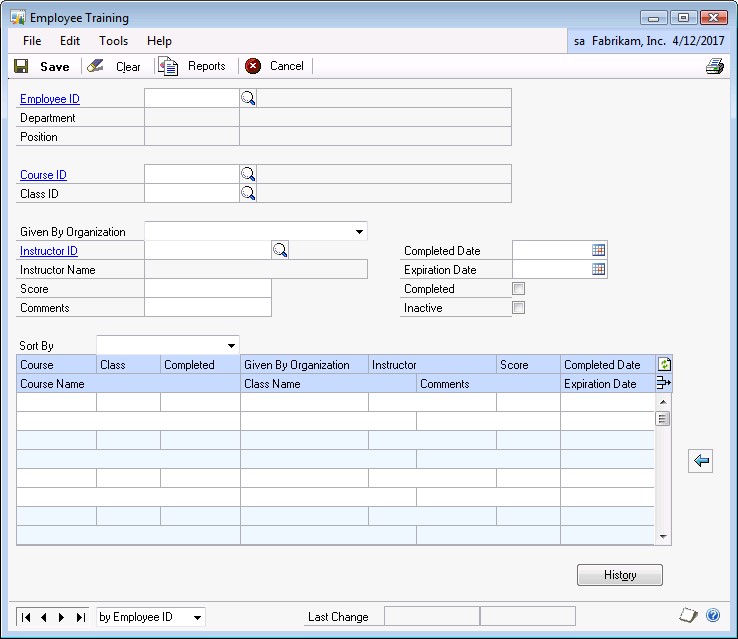 Employee Training
File Edit Tools Help sa Fabrikam, Inc. 4/12/2017
Save Clear Reports Cancel
Employee ID
Department
Position
Course ID
Class ID
Given By Organization
Instructor ID Completed Date
Instructor Name Expiration Date
Score Completed
Comments Inactive
Sort By
Course Class Completed Given By Organization Instructor Score Completed Date
Course Name Class Name Comments Expiration Date
History
by Employee ID Last Change